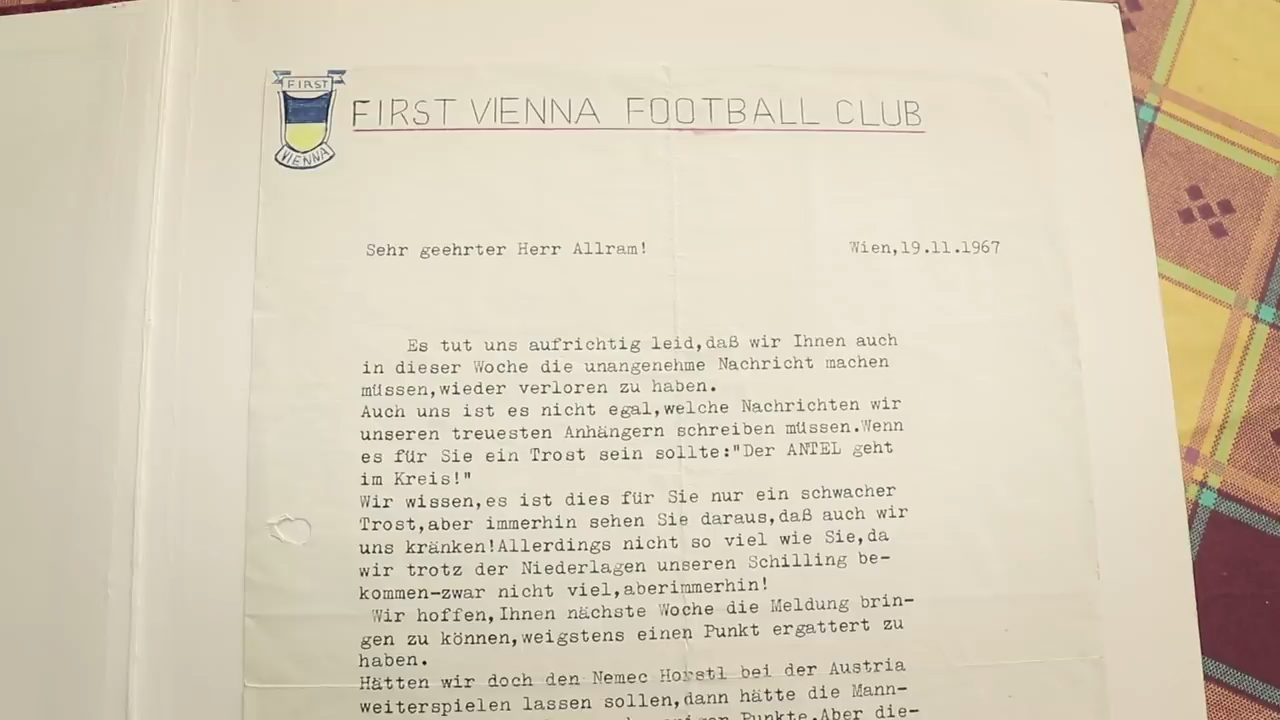 FIRST
VIENNA
FIRST VIENNA FOOTBALL CLUB
Sehr geehrter Herr Allram!
Wien,19.11.1967
Es tut uns aufrichtig leid,daß wir Ihnen auch
in dieser Woche die unangenehme Nachricht machen
müssen,wieder verloren zu haben.
Auch uns ist es nicht egal,welche Nachrichten wir
unseren treuesten Anhängern schreiben müssen.Wenn
es für Sie ein Trost sein sollte:"Der ANTEL geht
im Kreis!"
Wir wissen,es ist dies für Sie nur ein schwacher
Trost,aber immerhin sehen Sie daraus,daß auch wir
uns kränken!Allerdings nicht so viel wie Sie,da
wir trotz der Niederlagen unseren Schilling be-
kommen-zwar nicht viel,aberimmerhin!
Wir hoffen,Ihnen nächste Woche die Meldung brin-
gen zu können,weigstens einen Punkt ergattert zu
haben.
Hätten wir doch den Nemec Horstl bei der Austria
weiterspielen lassen sollen,dann hätte die Mann-
Punkte.Aber die-